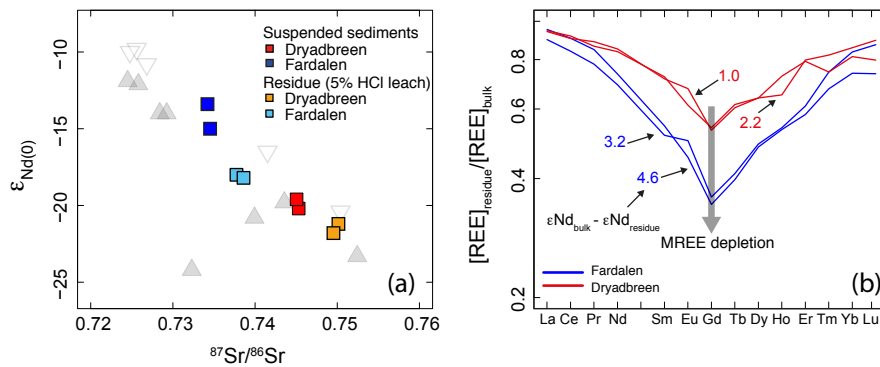 Suspended sediments
Dryadbreen
Fardalen
Residue (5% HCl leach)
Dryadbreen
Fardalen
(a)
−10
−15
−20
−25
εNd(0)
0.72 0.73 0.74 0.75 0.76
87Sr/86Sr
0.8
0.6
0.4
0.2
[REE]residue/[REE]bulk
1.0
2.2
3.2
4.6
εNdbulk - εNdresidue
MREE depletion
Fardalen
Dryadbreen
(b)
La Ce Pr Nd Sm Eu Gd Tb Dy Ho Er Tm Yb Lu